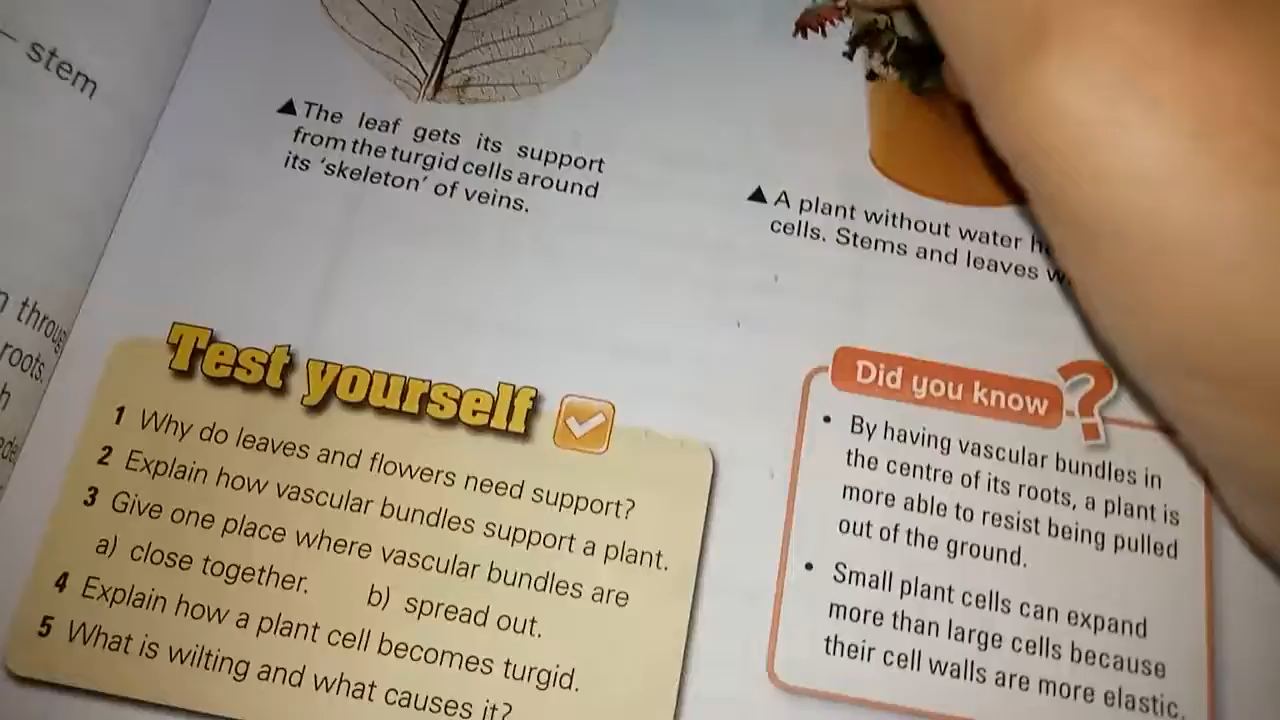 stem
▲ The leaf gets its support
from the turgid cells around
its 'skeleton' of veins.
▲ A plant without water
cells. Stems and leaves
roots.
Test yourself
1 Why do leaves and flowers need support?
2 Explain how vascular bundles support a plant.
3 Give one place where vascular bundles are
a) close together. b) spread out.
4 Explain how a plant cell becomes turgid.
5 What is wilting and what causes it?
Did you know ?
• By having vascular bundles in
the centre of its roots, a plant is
more able to resist being pulled
out of the ground.
• Small plant cells can expand
more than large cells because
their cell walls are more elastic.